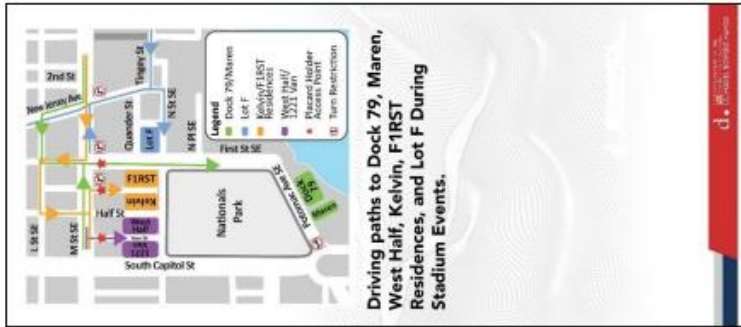 L St SE
2nd St
New Jersey Ave
M St SE
Quander St
Tingey St
Half St
Lot F
N St SE
F1RST
Kelvin
West
Half
1221
Van
N Pl SE
First St SE
Nationals
Park
South Capitol St
Potomac Ave SE
Dock
79
Maren
Legend
Dock 79/Maren
Lot F
Kelvin/F1RST
Residences
West Half/
1221 Van
Placard Holder
Access Point
Turn Restriction
Driving paths to Dock 79, Maren,
West Half, Kelvin, F1RST
Residences, and Lot F During
Stadium Events.
d.